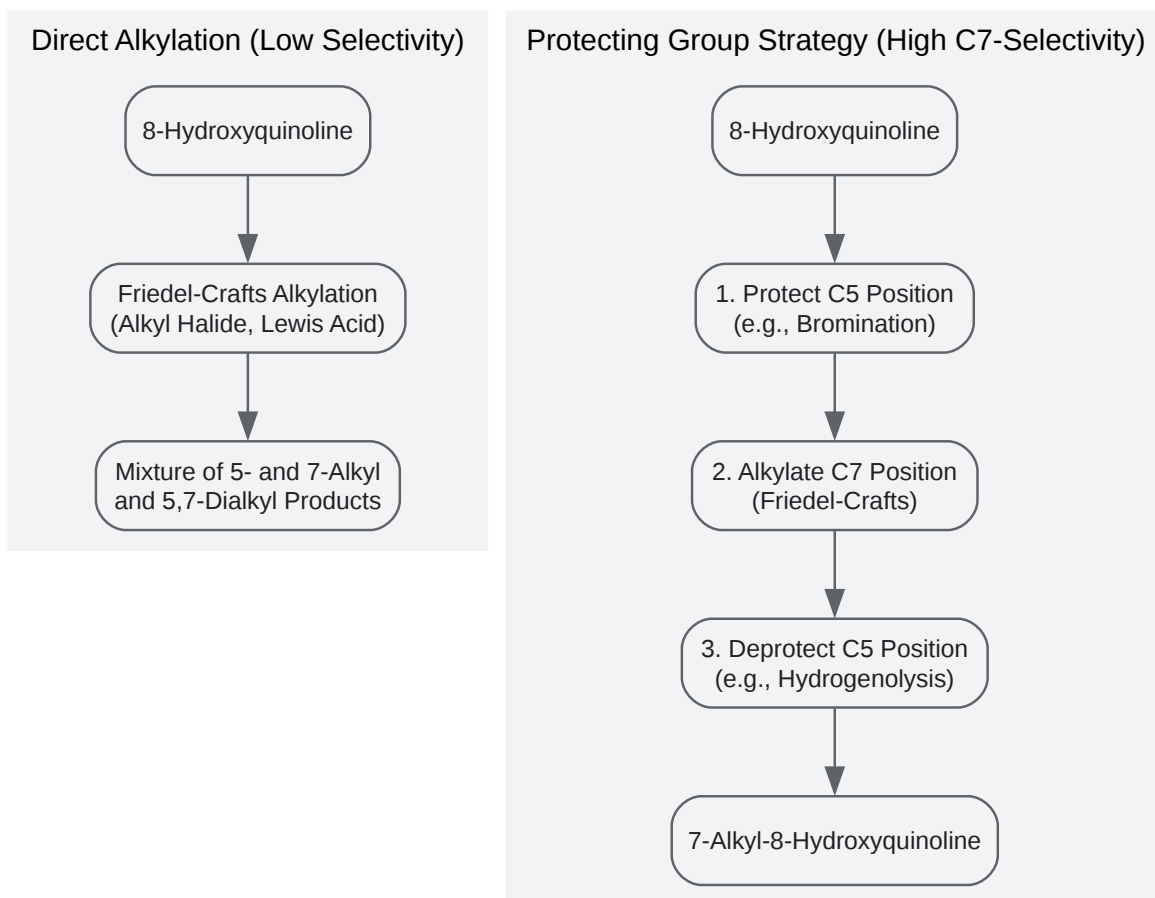 Direct Alkylation (Low Selectivity)
8-Hydroxyquinoline
Friedel-Crafts Alkylation
(Alkyl Halide, Lewis Acid)
Mixture of 5- and 7-Alkyl
and 5,7-Dialkyl Products
Protecting Group Strategy (High C7-Selectivity)
8-Hydroxyquinoline
1. Protect C5 Position
(e.g., Bromination)
2. Alkylate C7 Position
(Friedel-Crafts)
3. Deprotect C5 Position
(e.g., Hydrogenolysis)
7-Alkyl-8-Hydroxyquinoline